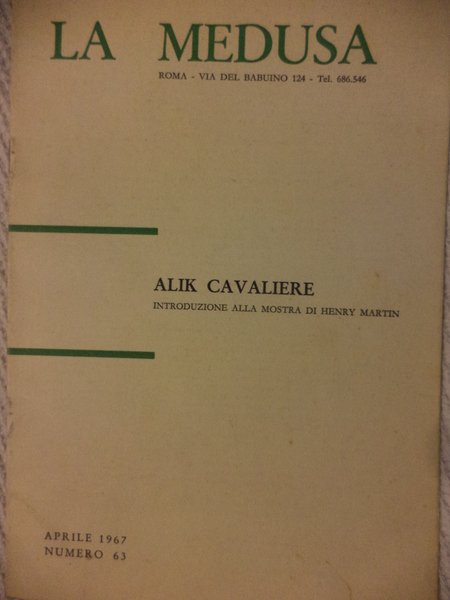 LA MEDUSA
ROMA - VIA DEL BABUINO 124 - Tel. 686.546
ALIK CAVALIERE
INTRODUZIONE ALLA MOSTRA DI HENRY MARTIN
APRILE 1967
NUMERO 63